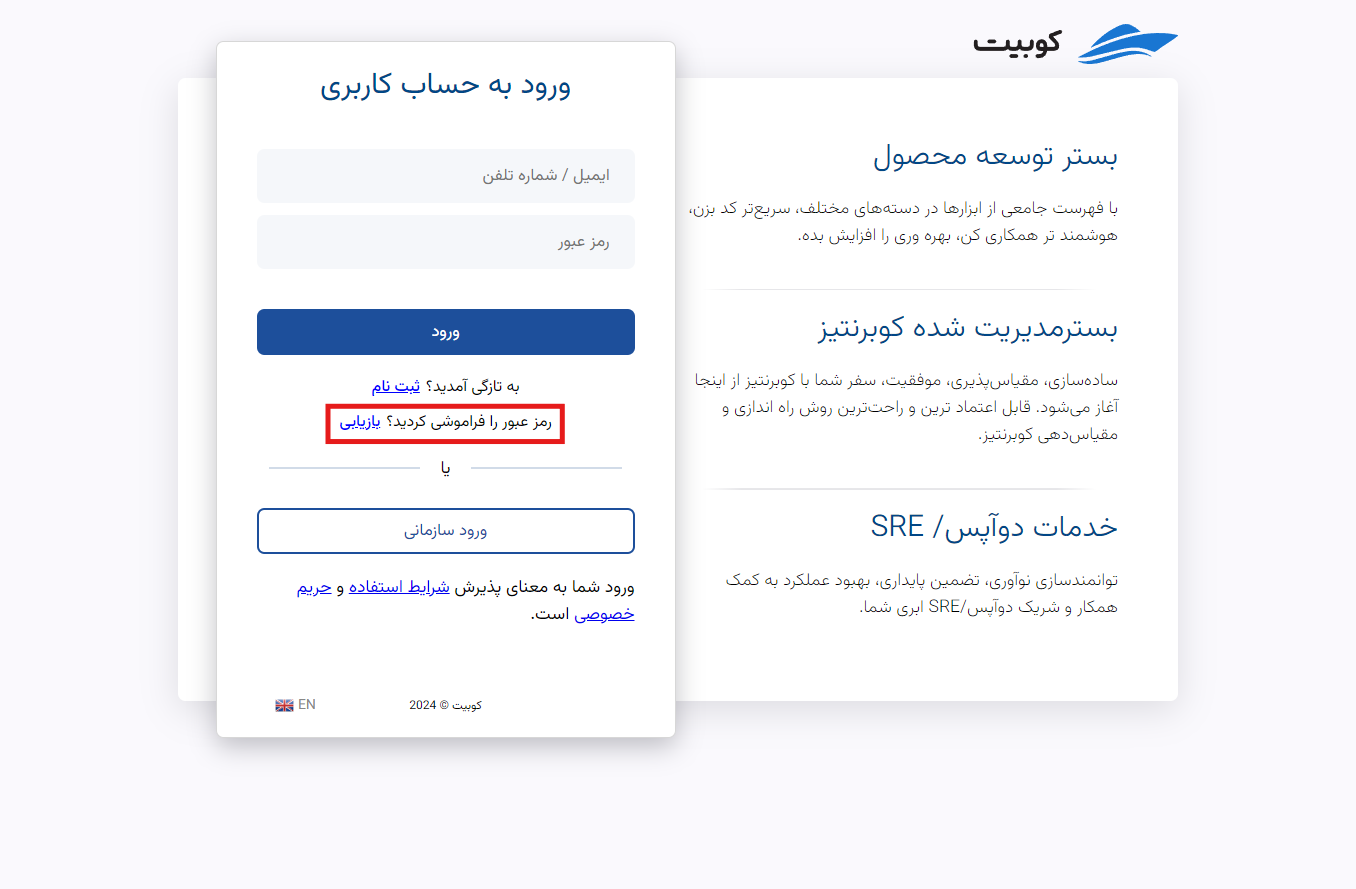 کوبیت
بستر توسعه محصول
با فهرست جامعی از ابزارها در دسته‌های مختلف، سریع‌تر کد بزن،
هوشمند تر همکاری کن، بهره وری را افزایش بده.
بسترمدیریت شده کوبرنتیز
ساده‌سازی، مقیاس‌پذیری، موفقیت، سفر شما با کوبرنتیز از اینجا
آغاز می‌شود. قابل اعتماد ترین و راحت‌ترین روش راه اندازی و
مقیاس‌دهی کوبرنتیز.
خدمات دوآپس/ SRE
توانمندسازی نوآوری، تضمین پایداری، بهبود عملکرد به کمک
همکار و شریک دوآپس/SRE ابری شما.
ورود به حساب کاربری
ایمیل / شماره تلفن
رمز عبور
ورود
به تازگی آمدید؟ ثبت نام
رمز عبور را فراموشی کردید؟ بازیابی
یا
ورود سازمانی
ورود شما به معنای پذیرش شرایط استفاده و حریم
خصوصی است.
کوبیت © 2024
EN